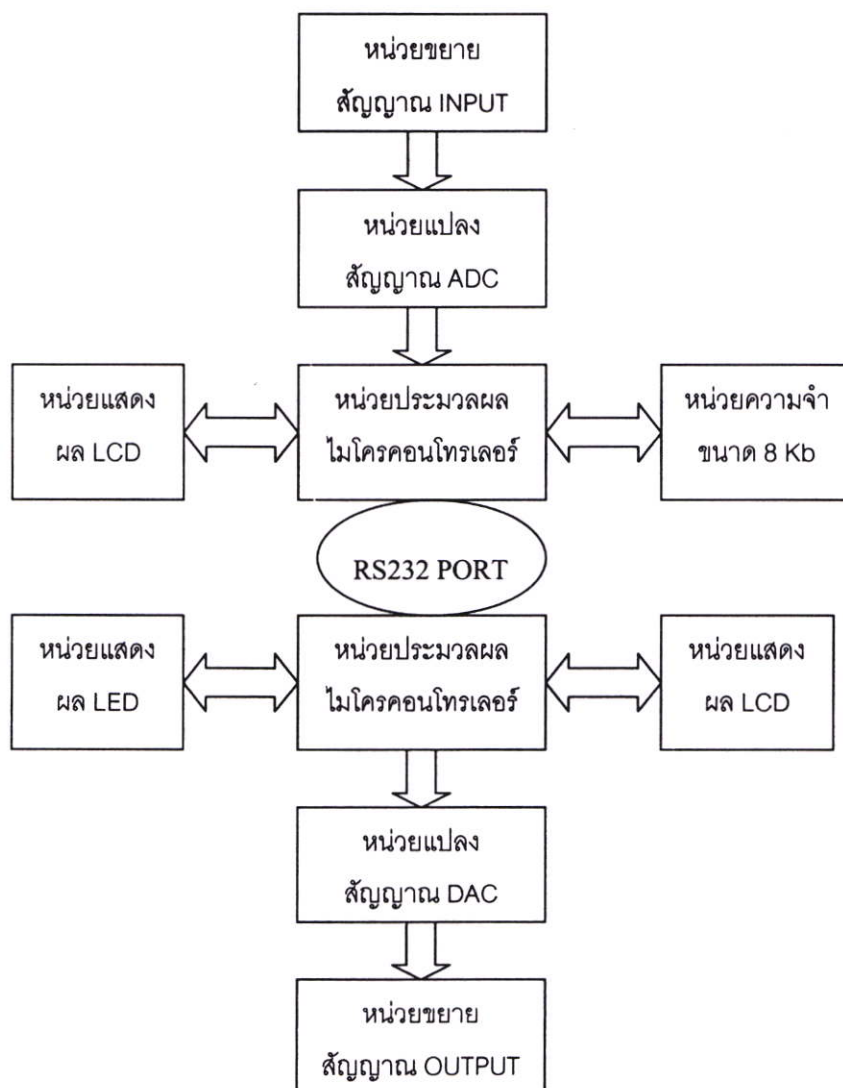 หน่วยขยาย
สัญญาณ INPUT
หน่วยแปลง
สัญญาณ ADC
หน่วยแสดง
ผล LCD
หน่วยประมวลผล
ไมโครคอนโทรเลอร์
หน่วยความจำ
ขนาด 8 Kb
RS232 PORT
หน่วยแสดง
ผล LED
หน่วยประมวลผล
ไมโครคอนโทรเลอร์
หน่วยแสดง
ผล LCD
หน่วยแปลง
สัญญาณ DAC
หน่วยขยาย
สัญญาณ OUTPUT